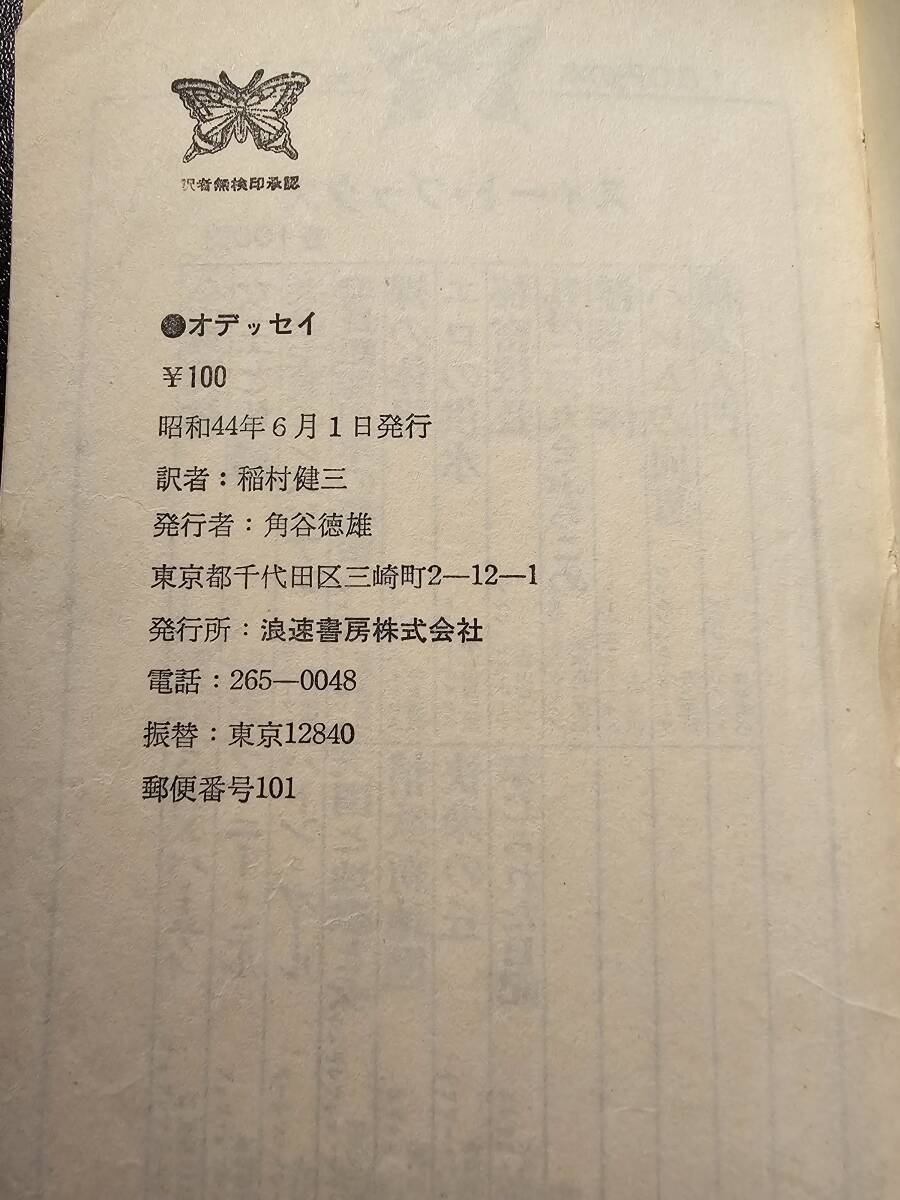 訳者無検印承認
●オデッセイ
¥100
昭和44年6月1日発行
訳者：稲村健三
発行者：角谷徳雄
東京都千代田区三崎町2—12—1
発行所：浪速書房株式会社
電話：265—0048
振替：東京12840
郵便番号101